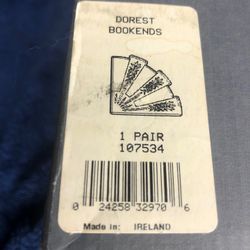 DOREST
BOOKENDS
1 PAIR
107534
0 24258 32970 6
Made in: IRELAND